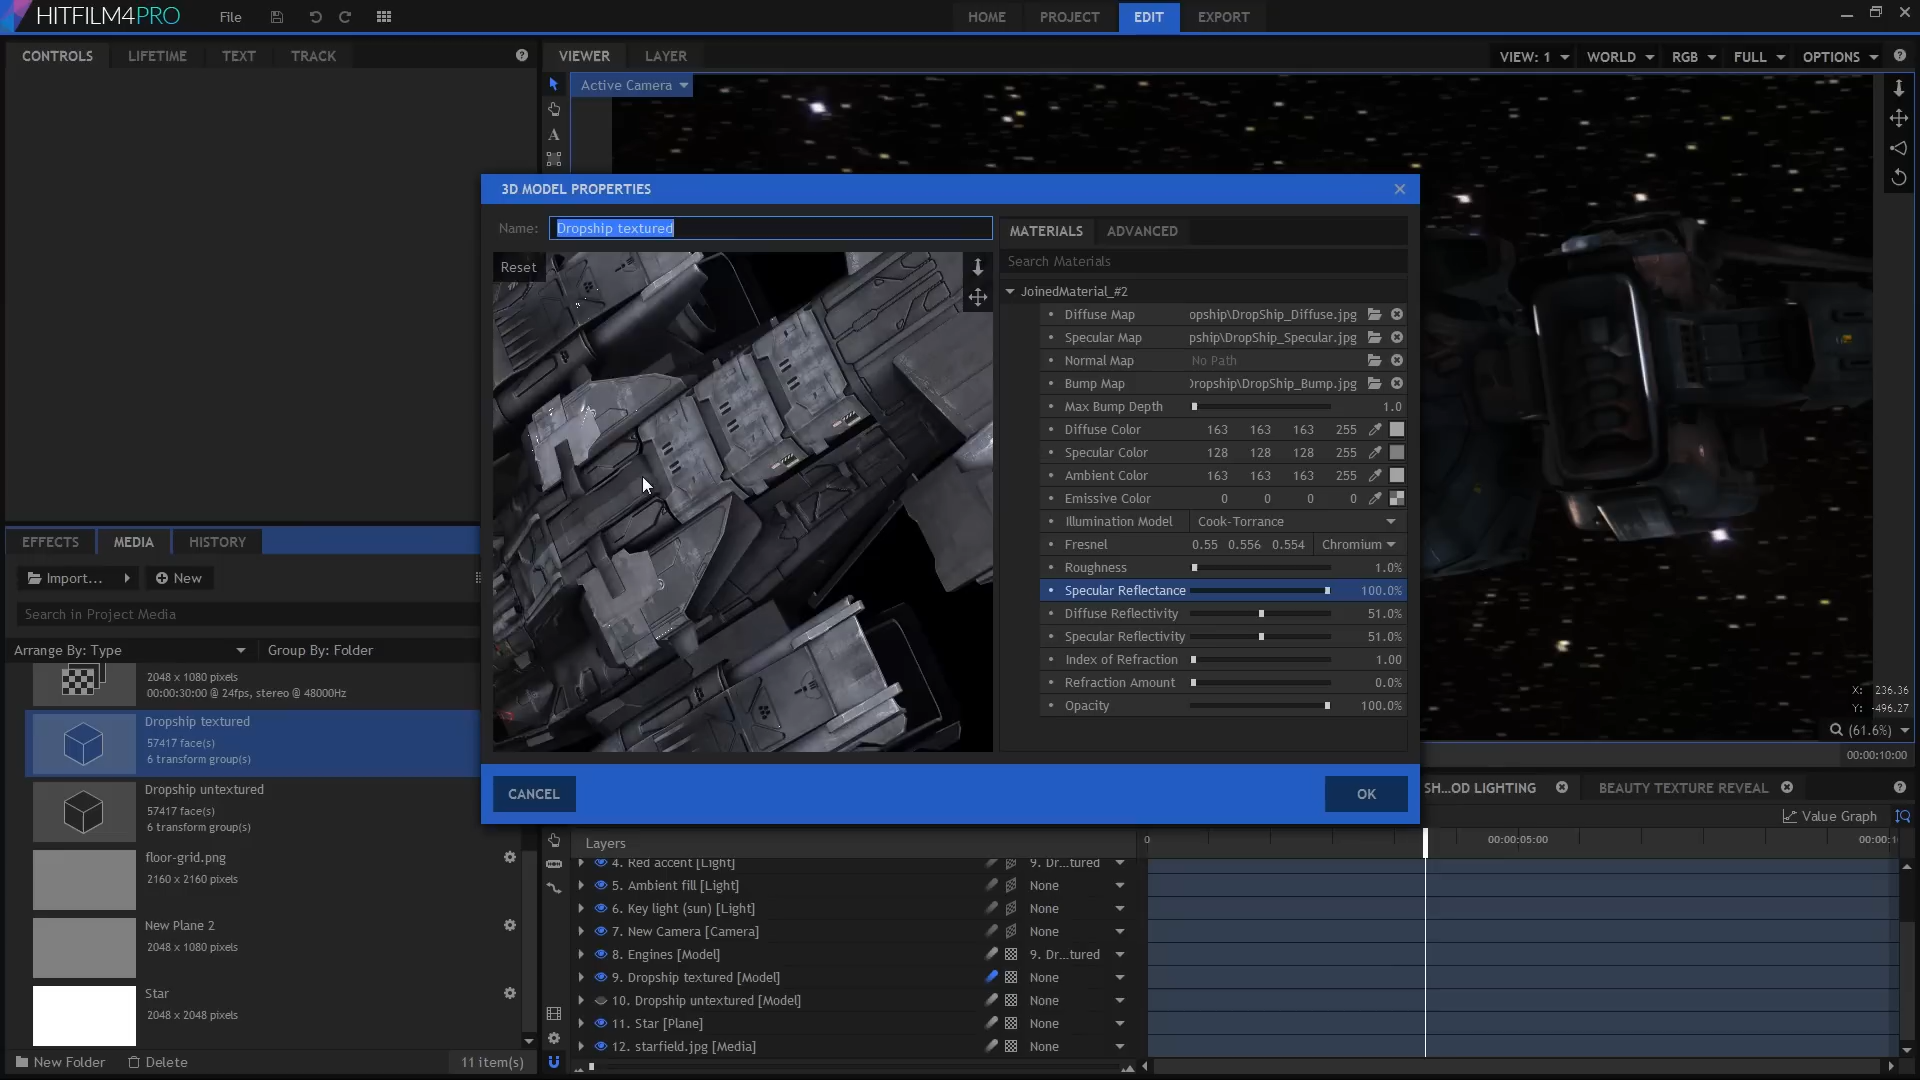 HITFILM4PRO
File
HOME PROJECT EDIT EXPORT
CONTROLS LIFETIME TEXT TRACK
VIEWER LAYER
VIEW: 1 WORLD RGB FULL OPTIONS
Active Camera
3D MODEL PROPERTIES
Name: Dropship textured
Reset
MATERIALS ADVANCED
Search Materials
JoinedMaterial_#2
Diffuse Map opship\DropShip_Diffuse.jpg
Specular Map pship\DropShip_Specular.jpg
Normal Map No Path
Bump Map Dropship\DropShip_Bump.jpg
Max Bump Depth 1.0
Diffuse Color 163 163 163 255
Specular Color 128 128 128 255
Ambient Color 163 163 163 255
Emissive Color 0 0 0 0
Illumination Model Cook-Torrance
Fresnel 0.55 0.556 0.554 Chromium
Roughness 1.0%
Specular Reflectance 100.0%
Diffuse Reflectivity 51.0%
Specular Reflectivity 51.0%
Index of Refraction 1.00
Refraction Amount 0.0%
Opacity 100.0%
CANCEL OK
X: 236.36
Y: -496.27
(61.6%)
00:00:10:00
EFFECTS MEDIA HISTORY
Import... New
Search in Project Media
Arrange By: Type Group By: Folder
2048 x 1080 pixels
00:00:30:00 @ 24fps, stereo @ 48000Hz
Dropship textured
57417 face(s)
6 transform group(s)
Dropship untextured
57417 face(s)
6 transform group(s)
floor-grid.png
2160 x 2160 pixels
New Plane 2
2048 x 1080 pixels
Star
2048 x 2048 pixels
New Folder Delete 11 item(s)
SH...OD LIGHTING BEAUTY TEXTURE REVEAL
Value Graph
Layers
0 00:00:05:00 00:00:1
4. Red accent [Light] 9. Dr...tured
5. Ambient fill [Light] None
6. Key light (sun) [Light] None
7. New Camera [Camera] None
8. Engines [Model] 9. Dr...tured
9. Dropship textured [Model] None
10. Dropship untextured [Model] None
11. Star [Plane] None
12. starfield.jpg [Media] None